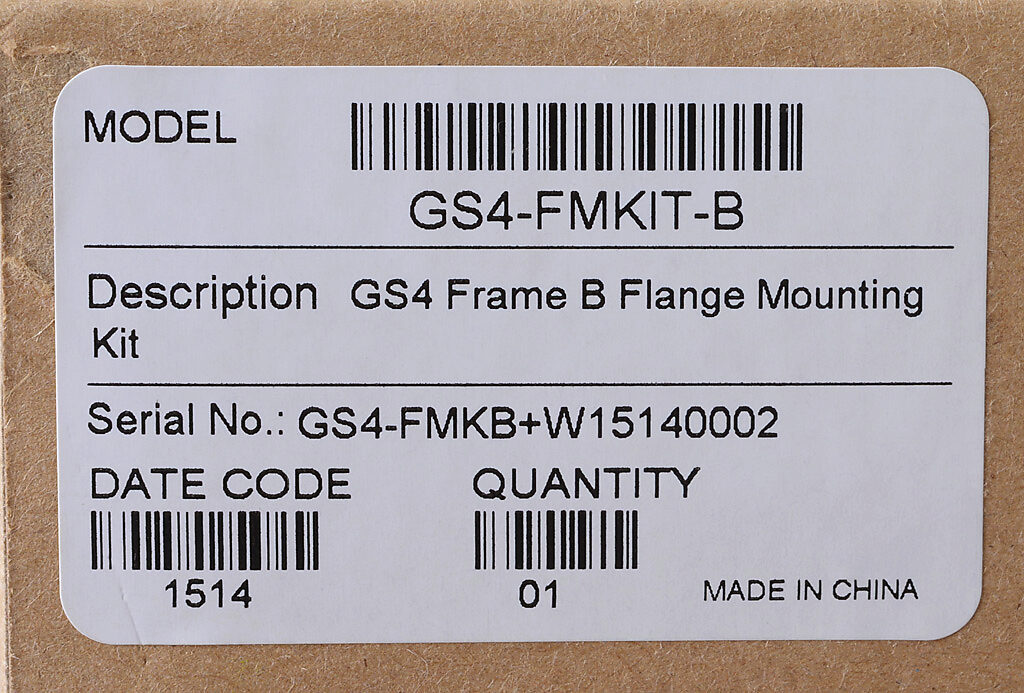 MODEL
GS4-FMKIT-B
Description GS4 Frame B Flange Mounting
Kit
Serial No.: GS4-FMKB+W15140002
DATE CODE QUANTITY
1514 01 MADE IN CHINA